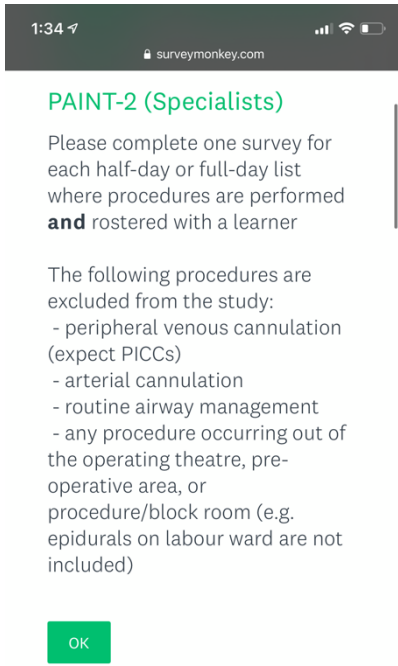 1:34
surveymonkey.com
PAINT-2 (Specialists)
Please complete one survey for
each half-day or full-day list
where procedures are performed
and rostered with a learner
The following procedures are
excluded from the study:
- peripheral venous cannulation
(expect PICCs)
- arterial cannulation
- routine airway management
- any procedure occurring out of
the operating theatre, pre-
operative area, or
procedure/block room (e.g.
epidurals on labour ward are not
included)
OK